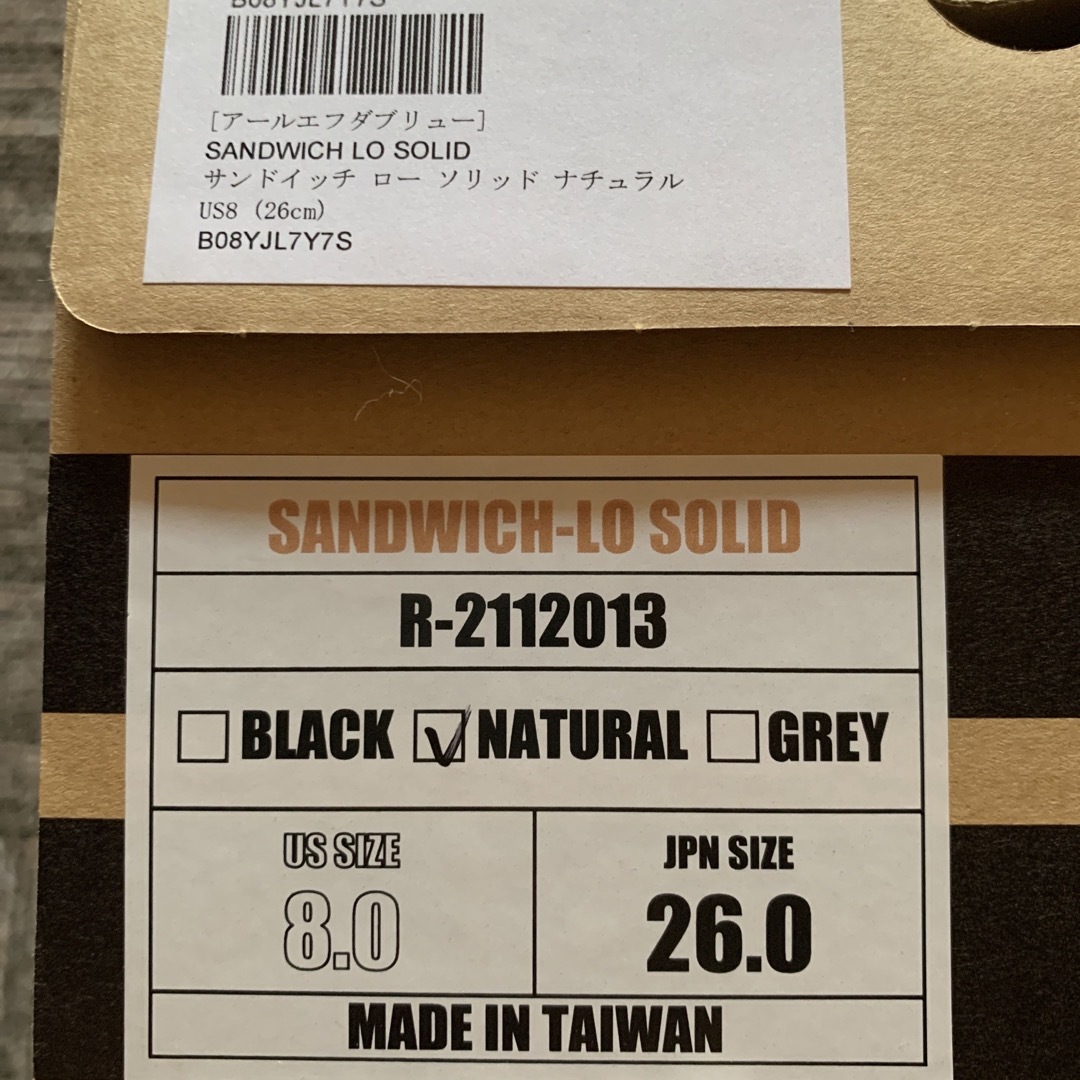 B08YJL7Y7S
[アールエフダブリュー]
SANDWICH LO SOLID
サンドイッチ ロー ソリッド ナチュラル
US8 (26cm)
B08YJL7Y7S
SANDWICH-LO SOLID
R-2112013
BLACK NATURAL GREY
US SIZE JPN SIZE
8.0 26.0
MADE IN TAIWAN